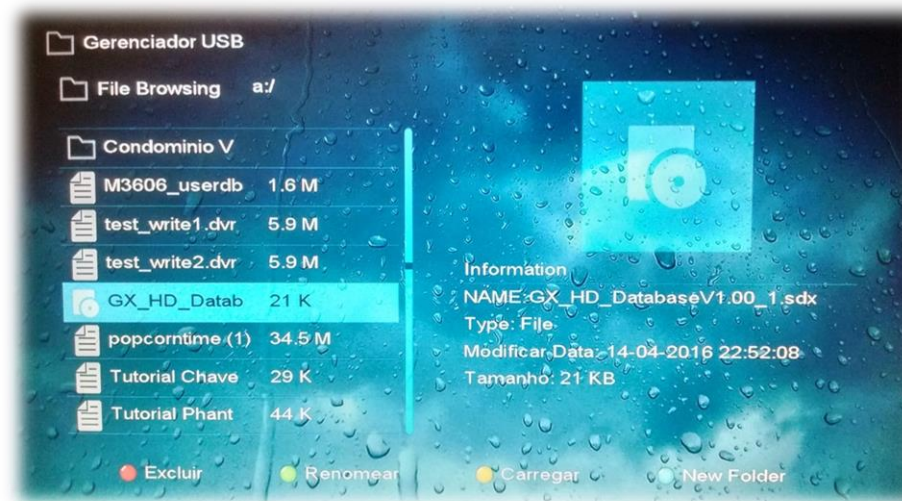 Gerenciador USB
File Browsing a:/
Condominio V
M3606_userdb 1.6 M
test_write1.dvr 5.9 M
test_write2.dvr 5.9 M
GX_HD_Datab 21 K
popcorntime (1) 34.5 M
Tutorial Chave 29 K
Tutorial Phant 44 K
Information
NAME:GX_HD_DatabaseV1.00_1.sdx
Type: File
Modificar Data: 14-04-2016 22:52:08
Tamanho: 21 KB
Excluir Renomear Carregar New Folder